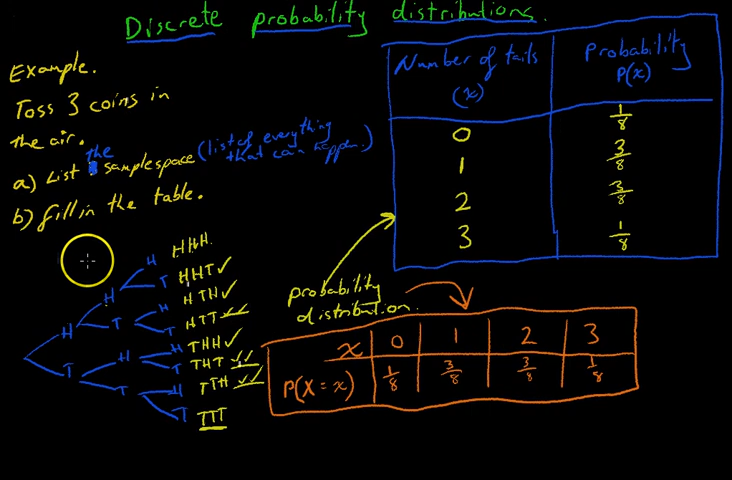 Discrete probability distributions.
Example.
Toss 3 coins in
the air.
a) List the sample space (list of everything
that can happen.)
b) fill in the table.
Number of tails
(x)
Probability
P(x)
0 1/8
1 3/8
2 3/8
3 1/8
probability
distribution.
H HHH.
H T HHT ✓
H H HTH ✓
T T HTT ✓✓
H H THH ✓
T T THT ✓✓
T H TTH ✓✓
T TTT
x 0 1 2 3
P(X = x) 1/8 3/8 3/8 1/8